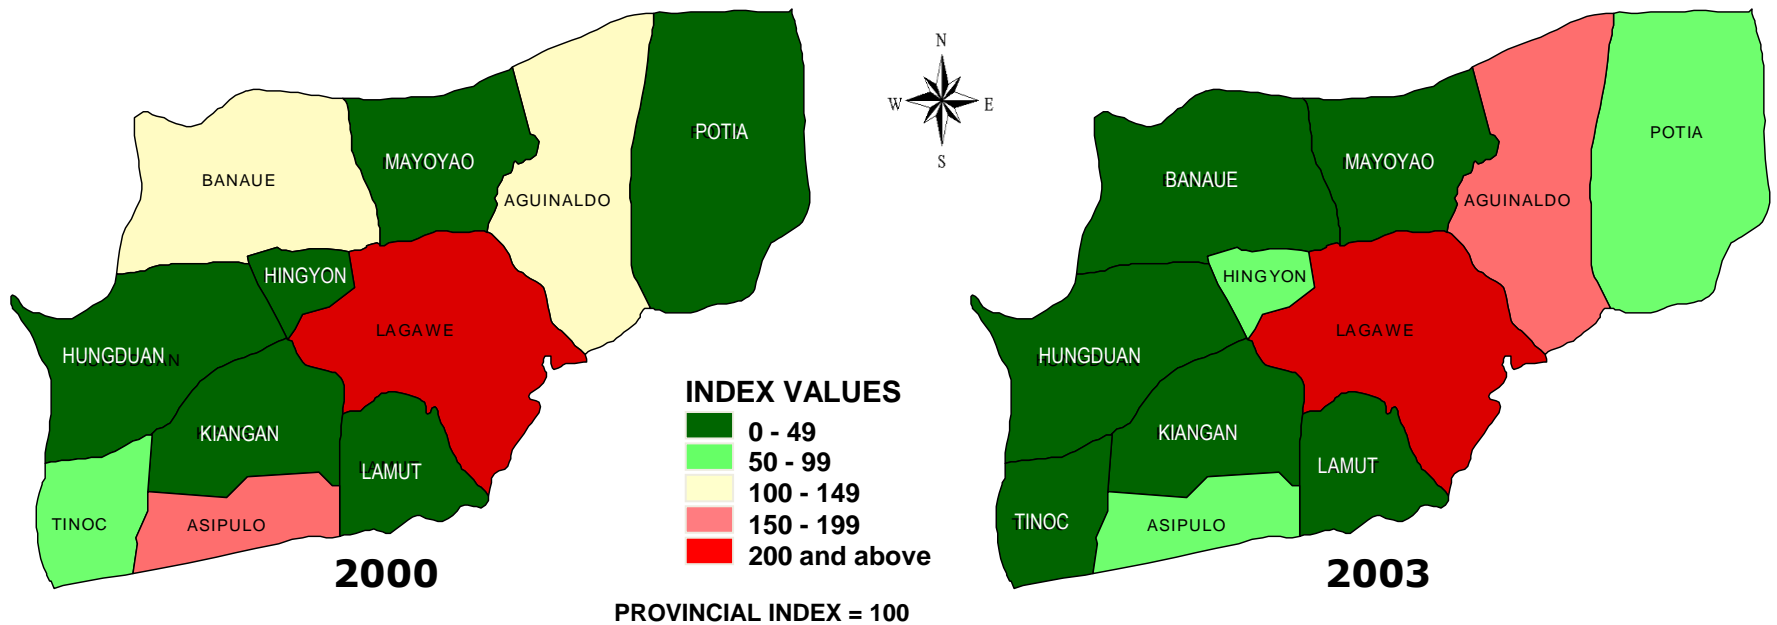 POTIA
MAYOYAO
BANAUE
AGUINALDO
HINGYON
LAGAWE
HUNGDUAN
KIANGAN
LAMUT
TINOC
ASIPULO
2000
N
W E
S
INDEX VALUES
0 - 49
50 - 99
100 - 149
150 - 199
200 and above
PROVINCIAL INDEX = 100
POTIA
MAYOYAO
BANAUE
AGUINALDO
HINGYON
LAGAWE
HUNGDUAN
KIANGAN
LAMUT
TINOC
ASIPULO
2003